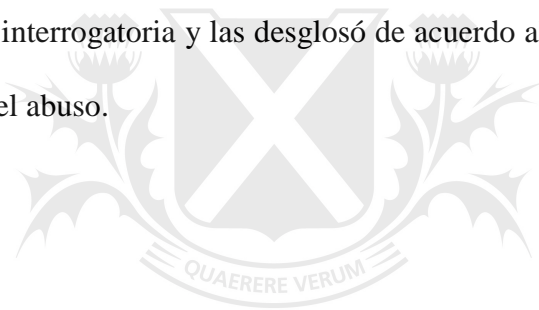 interrogatoria y las desglosó de acuerdo a
el abuso.
QUAERERE VERUM